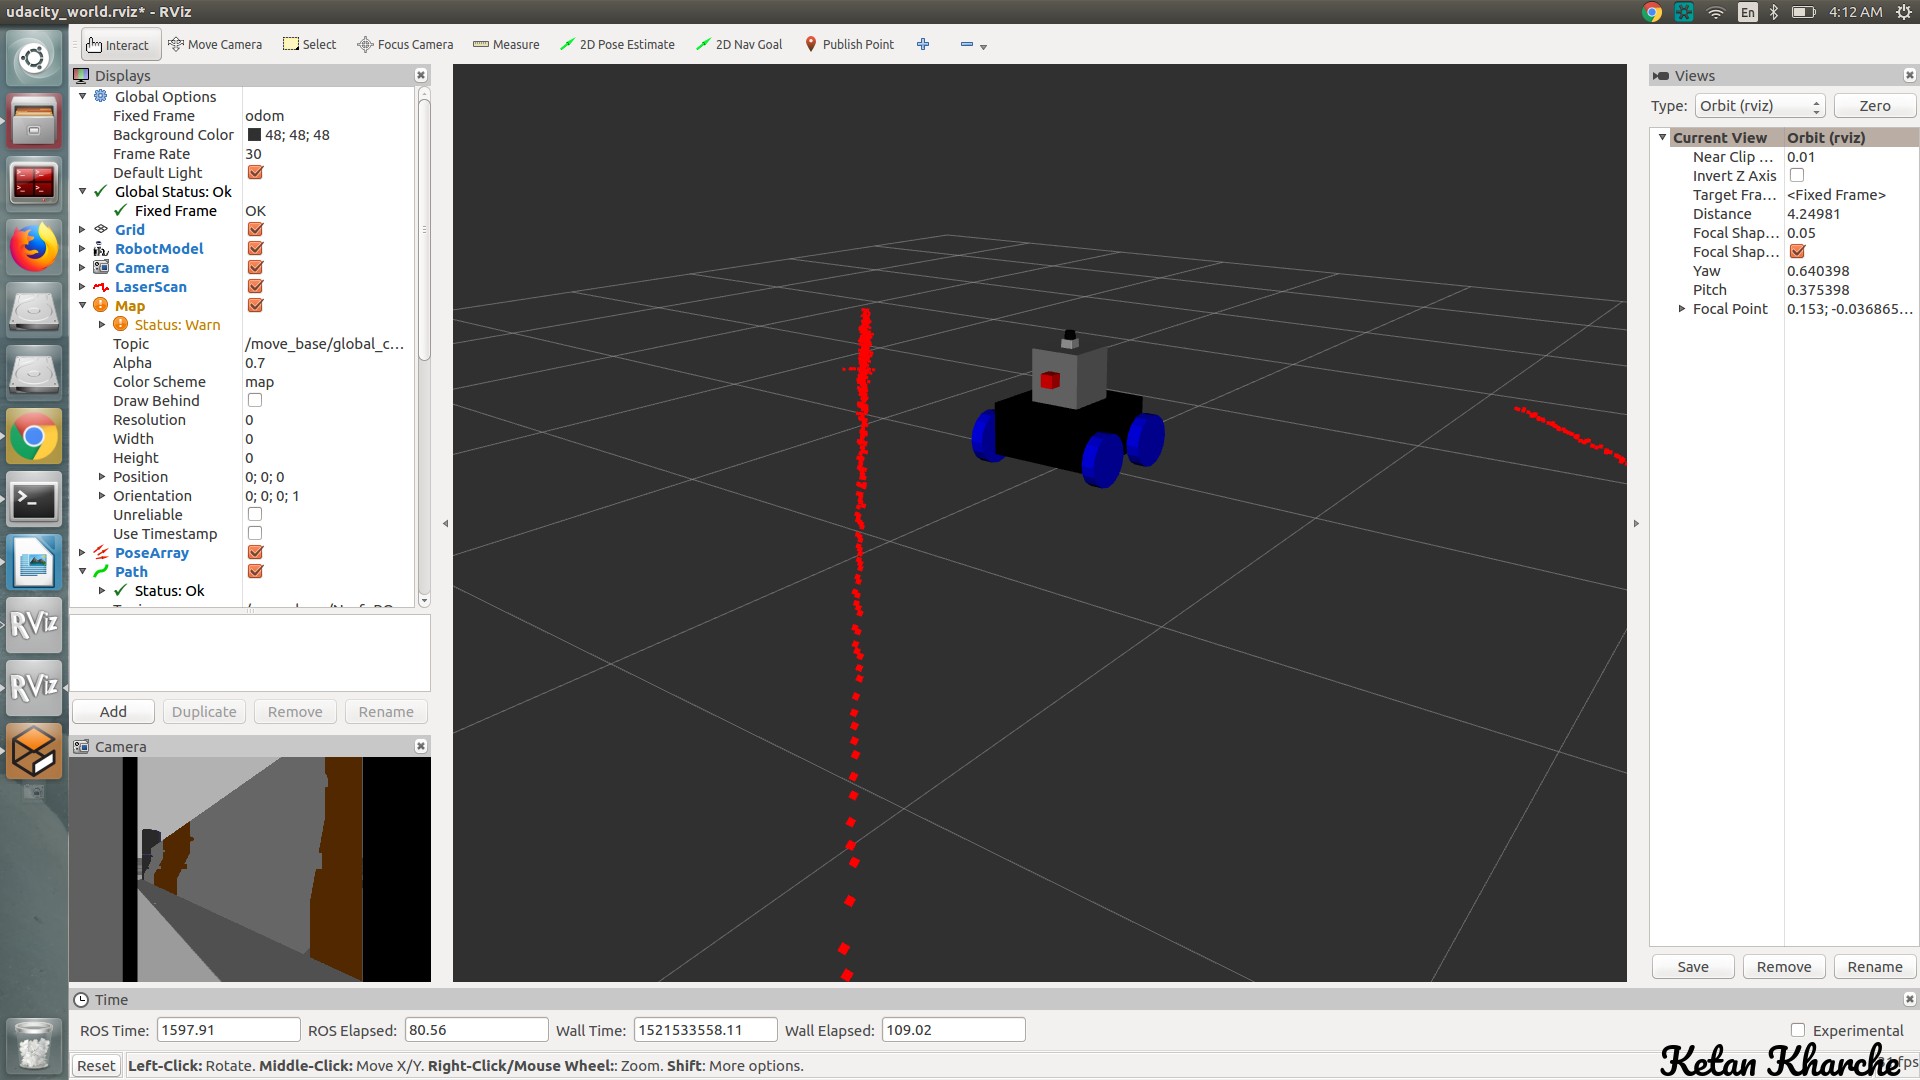 udacity_world.rviz* - RViz
En 4:12 AM
Interact Move Camera Select Focus Camera Measure 2D Pose Estimate 2D Nav Goal Publish Point
Displays
Global Options
Fixed Frame odom
Background Color 48; 48; 48
Frame Rate 30
Default Light
Global Status: Ok
Fixed Frame OK
Grid
RobotModel
Camera
LaserScan
Map
Status: Warn
Topic /move_base/global_c...
Alpha 0.7
Color Scheme map
Draw Behind
Resolution 0
Width 0
Height 0
Position 0; 0; 0
Orientation 0; 0; 0; 1
Unreliable
Use Timestamp
PoseArray
Path
Status: Ok
Add Duplicate Remove Rename
Camera
Views
Type: Orbit (rviz) Zero
Current View Orbit (rviz)
Near Clip ... 0.01
Invert Z Axis
Target Fra... <Fixed Frame>
Distance 4.24981
Focal Shap... 0.05
Focal Shap...
Yaw 0.640398
Pitch 0.375398
Focal Point 0.153; -0.036865...
Save Remove Rename
RViz
RViz
Time
ROS Time: 1597.91 ROS Elapsed: 80.56 Wall Time: 1521533558.11 Wall Elapsed: 109.02 Experimental
Reset Left-Click: Rotate. Middle-Click: Move X/Y. Right-Click/Mouse Wheel:: Zoom. Shift: More options. fps
Ketan Kharche